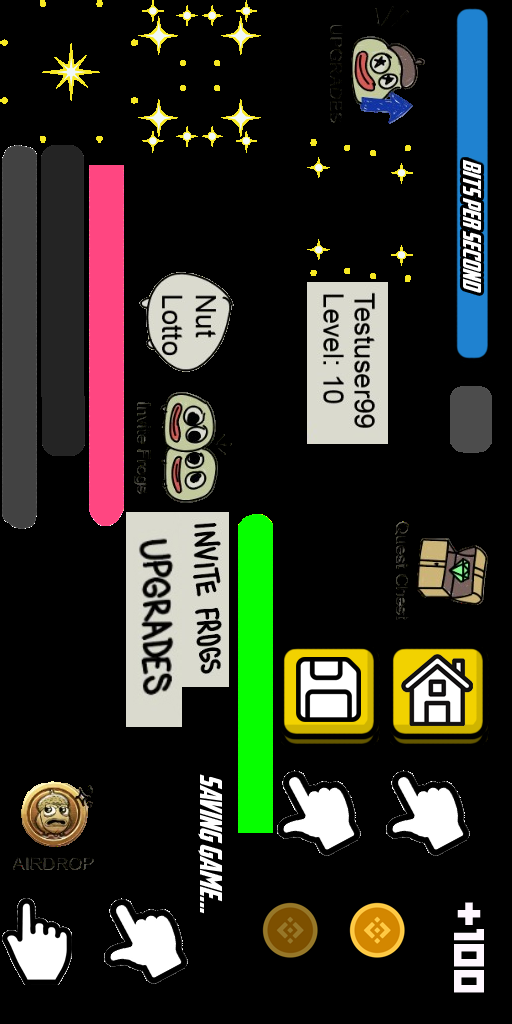 UPGRADES
BITS PER SECOND
Testuser99
Level: 10
Nut
Lotto
Invite Frogs
Quest Chest
INVITE FROGS
UPGRADES
SAVING GAME...
AIRDROP
+100